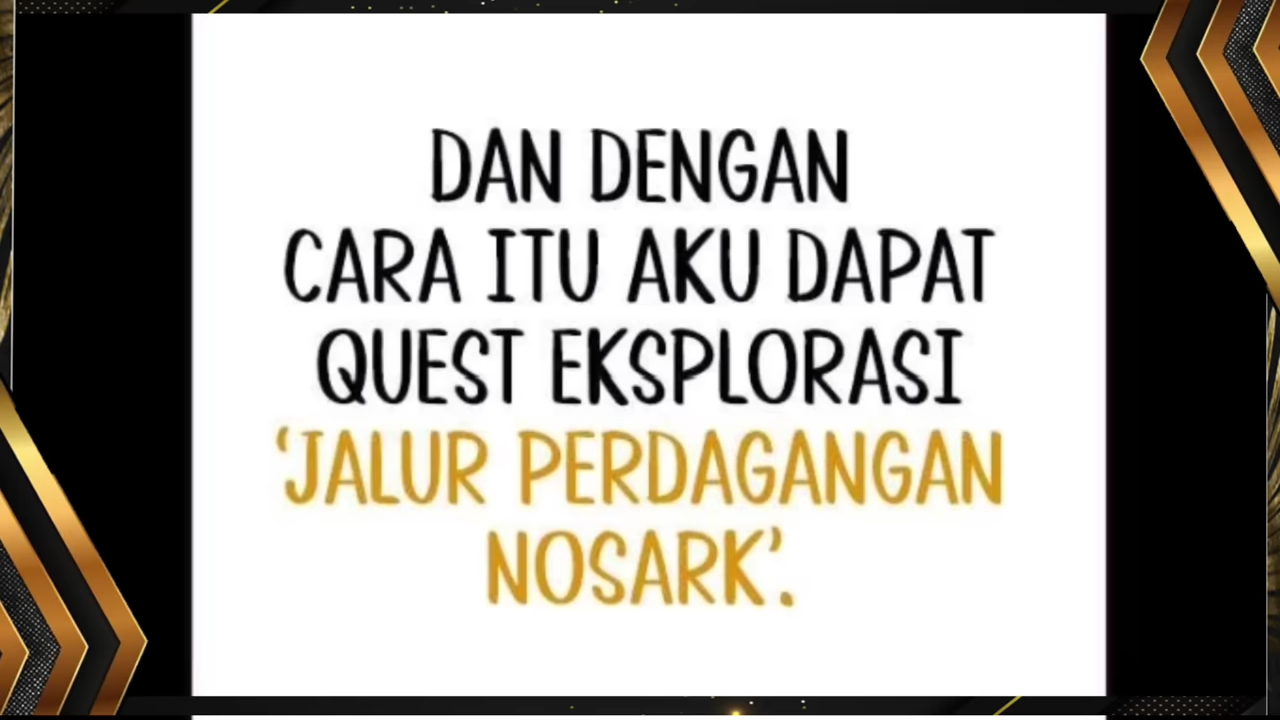 DAN DENGAN
CARA ITU AKU DAPAT
QUEST EKSPLORASI
‘JALUR PERDAGANGAN
NOSARK’.